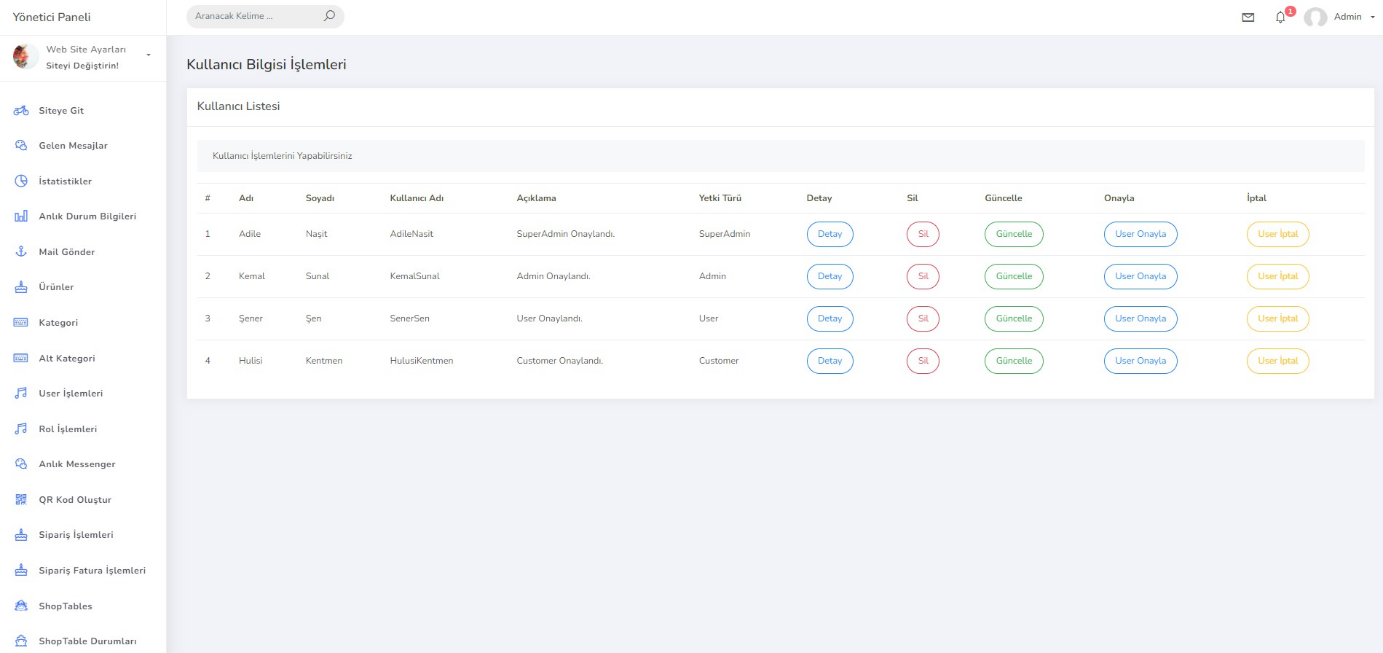 Yönetici Paneli
Aranacak Kelime ...
1
Admin
Web Site Ayarları
Siteyi Değiştirin!
Siteye Git
Gelen Mesajlar
İstatistikler
Anlık Durum Bilgileri
Mail Gönder
Ürünler
Kategori
Alt Kategori
User İşlemleri
Rol İşlemleri
Anlık Messenger
QR Kod Oluştur
Sipariş İşlemleri
Sipariş Fatura İşlemleri
ShopTables
ShopTable Durumları
Kullanıcı Bilgisi İşlemleri
Kullanıcı Listesi
Kullanıcı İşlemlerini Yapabilirsiniz
# Adı Soyadı Kullanıcı Adı Açıklama Yetki Türü Detay Sil Güncelle Onayla İptal
1 Adile Naşit AdileNasit SuperAdmin Onaylandı. SuperAdmin Detay Sil Güncelle User Onayla User İptal
2 Kemal Sunal KemalSunal Admin Onaylandı. Admin Detay Sil Güncelle User Onayla User İptal
3 Şener Şen SenerSen User Onaylandı. User Detay Sil Güncelle User Onayla User İptal
4 Hulisi Kentmen HulusiKentmen Customer Onaylandı. Customer Detay Sil Güncelle User Onayla User İptal